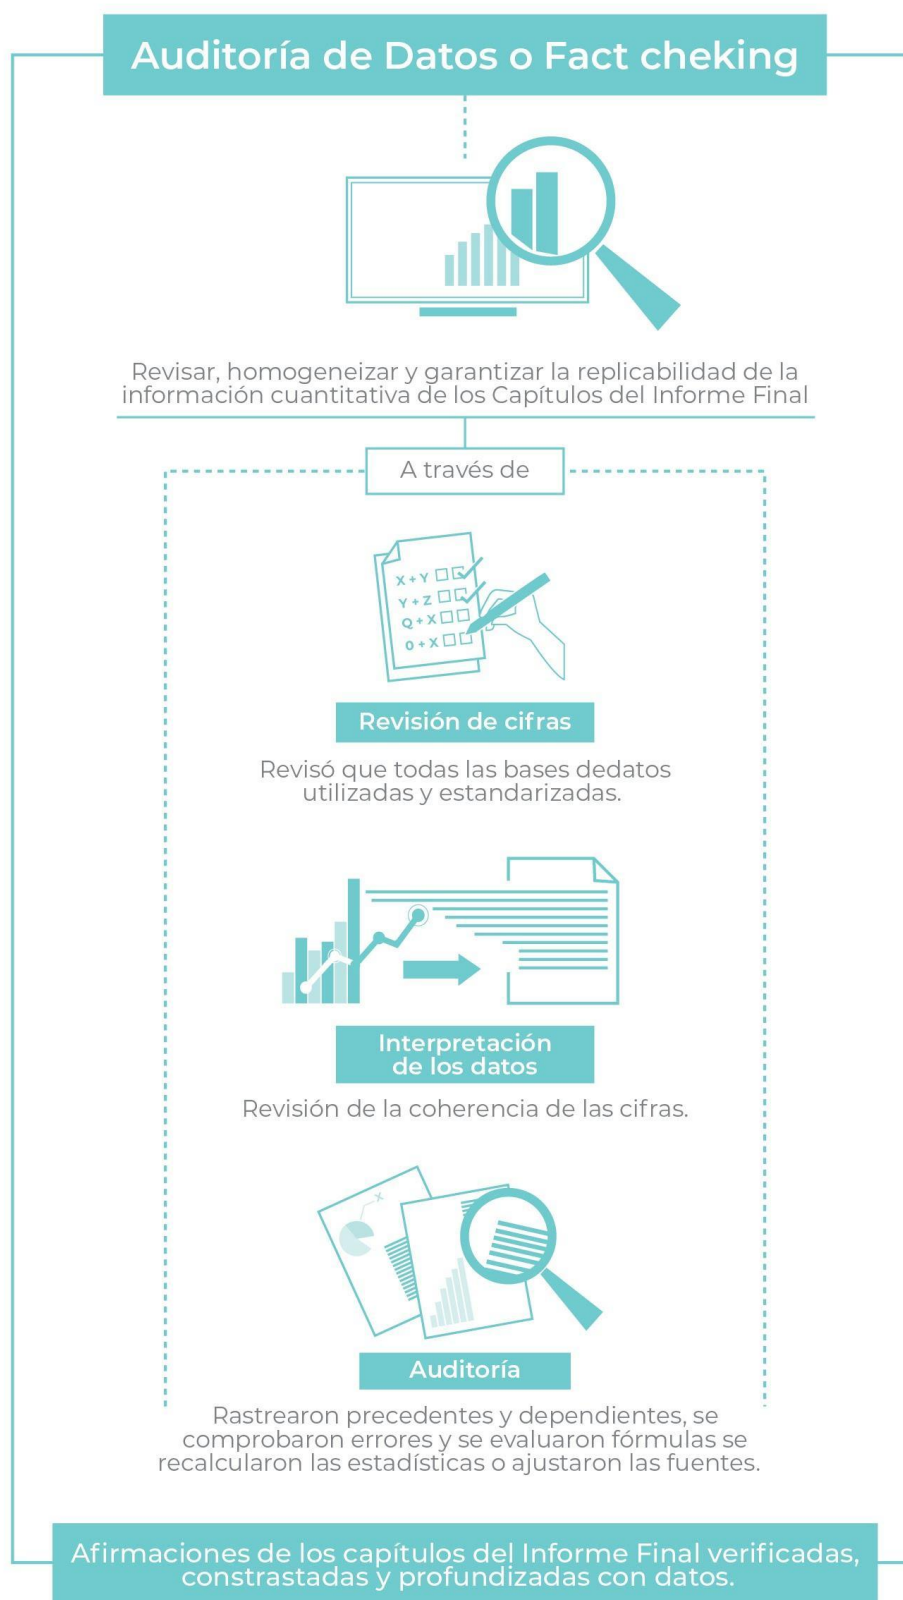 Auditoría de Datos o Fact cheking
Revisar, homogeneizar y garantizar la replicabilidad de la
información cuantitativa de los Capítulos del Informe Final
A través de
X + Y
Y + Z
Q + X
0 + X
Revisión de cifras
Revisó que todas las bases dedatos
utilizadas y estandarizadas.
Interpretación
de los datos
Revisión de la coherencia de las cifras.
X
Auditoría
Rastrearon precedentes y dependientes, se
comprobaron errores y se evaluaron fórmulas se
recalcularon las estadísticas o ajustaron las fuentes.
Afirmaciones de los capítulos del Informe Final verificadas,
constrastadas y profundizadas con datos.